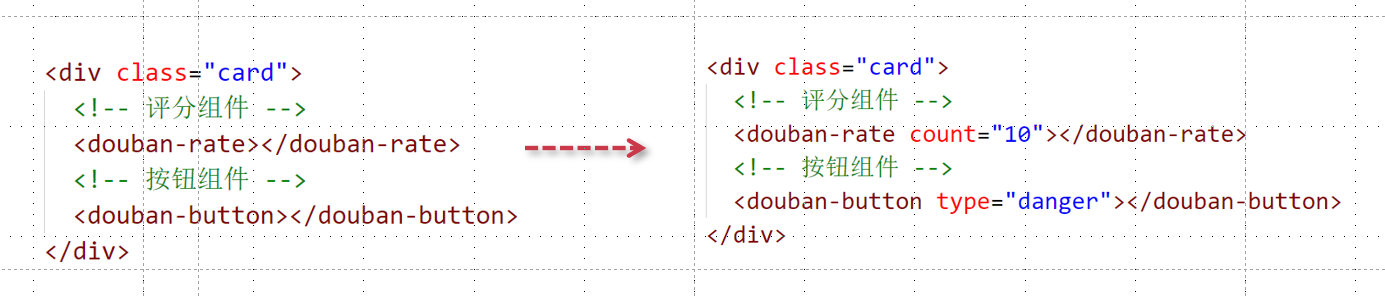 <div class="card">
<!-- 评分组件 -->
<douban-rate></douban-rate>
<!-- 按钮组件 -->
<douban-button></douban-button>
</div>
<div class="card">
<!-- 评分组件 -->
<douban-rate count="10"></douban-rate>
<!-- 按钮组件 -->
<douban-button type="danger"></douban-button>
</div>